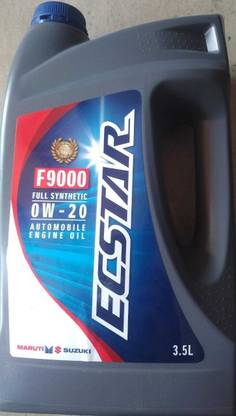 F9000
FULL SYNTHETIC
0W-20
AUTOMOBILE
ENGINE OIL
ECSTAR
MARUTI SUZUKI
3.5L